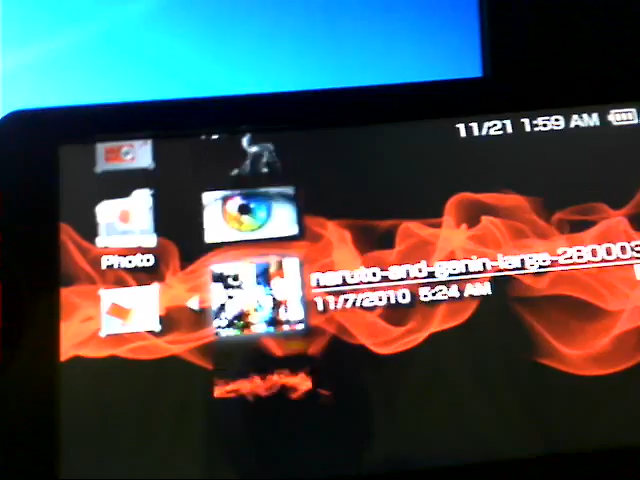 11/21 1:59 AM
Photo
naruto-and-genin-large-280003
11/7/2010 5:24 AM